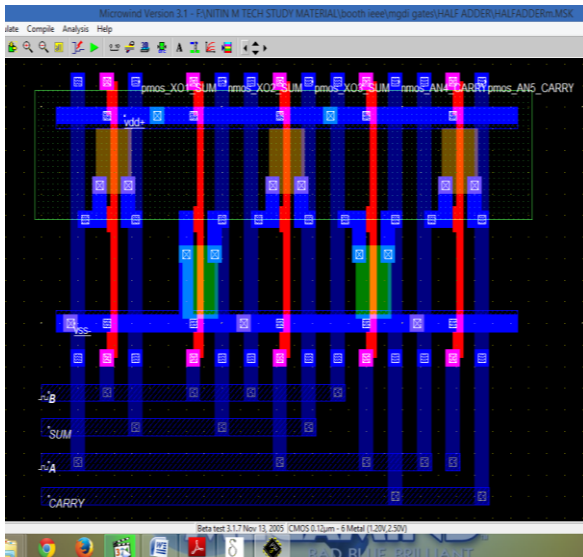 Microwind Version 3.1 - F:\NITIN M TECH STUDY MATERIAL\booth ieee\mgdi gates\HALF ADDER\HALFADDERm.MSK
ulate Compile Analysis Help
pmos_XO1_SUM nmos_XO2_SUM pmos_XO3_SUM nmos_AN4_CARRY pmos_AN5_CARRY
vdd+
vss-
B
SUM
A
CARRY
Beta test 3.1.7 Nov 13, 2005 CMOS 0.12µm - 6 Metal (1.20V,2.50V)